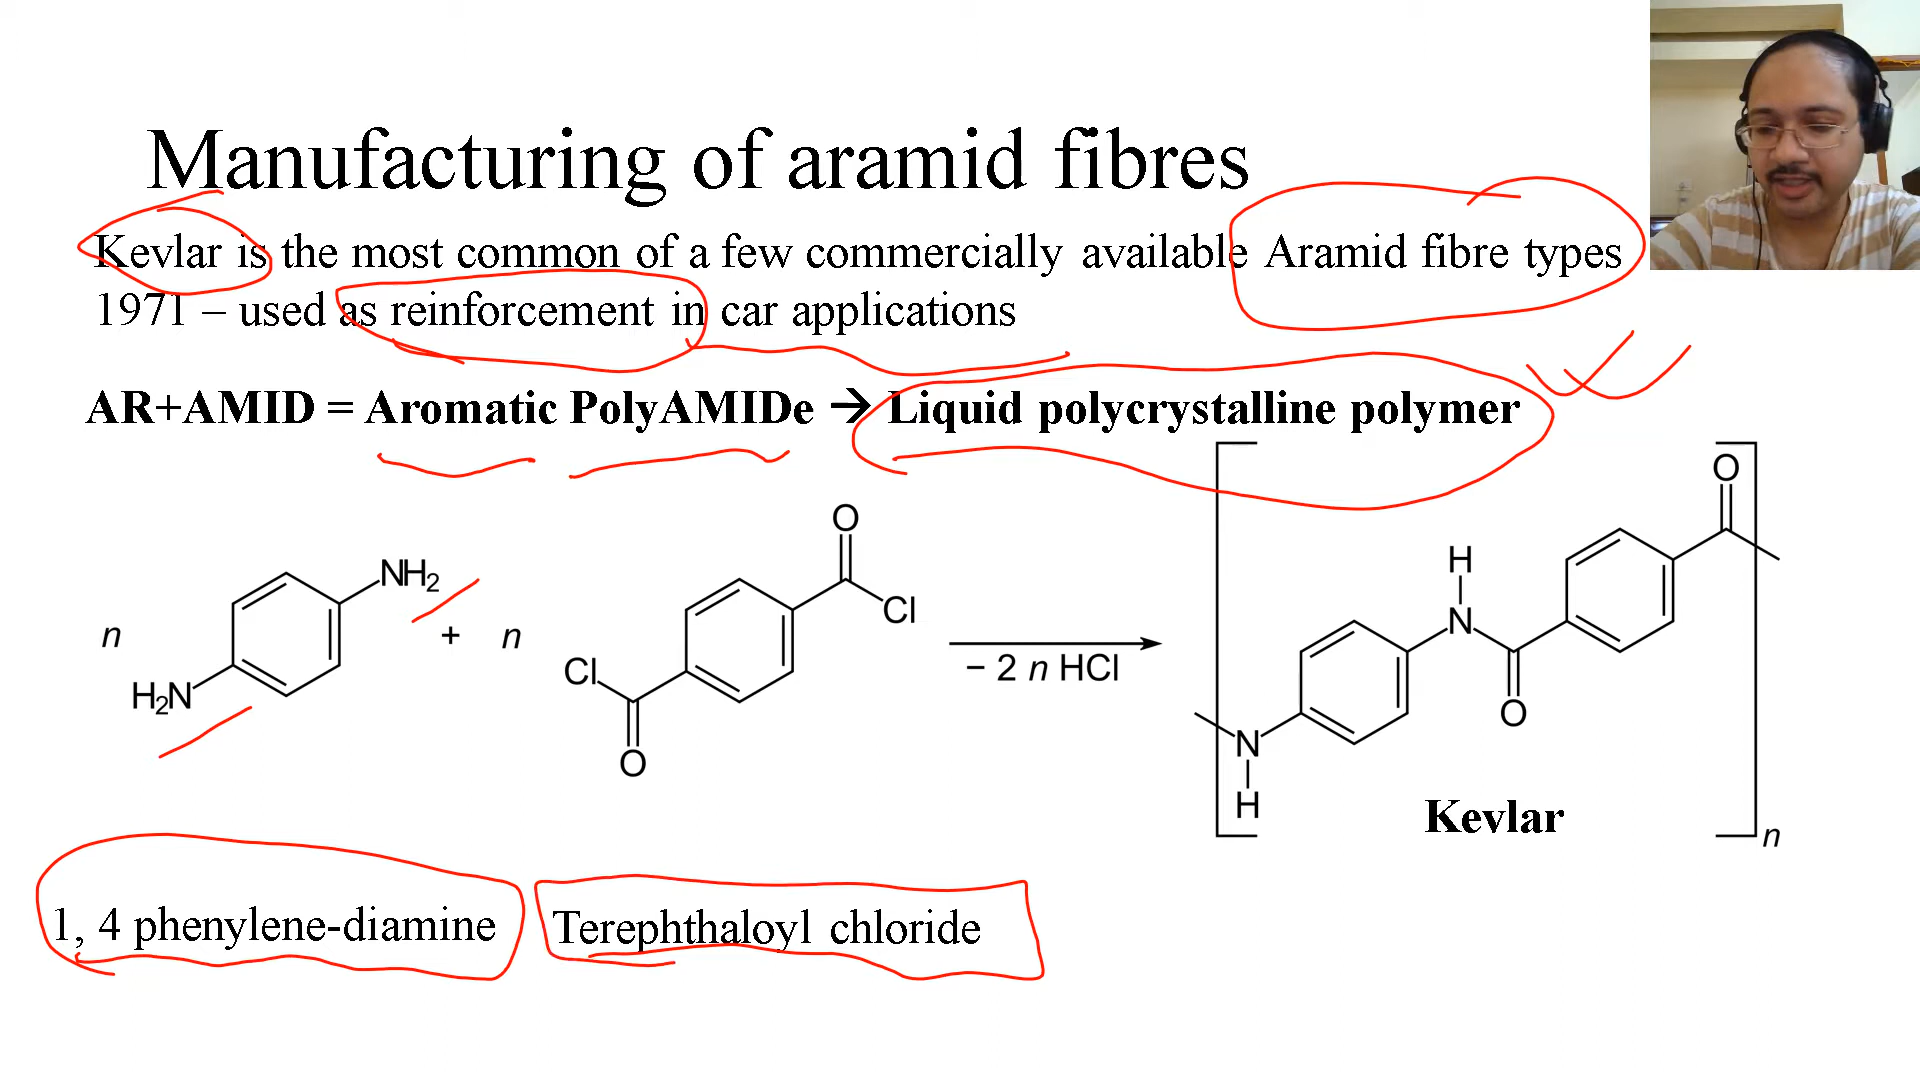 Manufacturing of aramid fibres
Kevlar is the most common of a few commercially available Aramid fibre types
1971 – used as reinforcement in car applications
AR+AMID = Aromatic PolyAMIDe → Liquid polycrystalline polymer
n
H₂N
NH₂
+
n
Cl
O
O
Cl
− 2 n HCl
N
H
H
N
O
O
n
Kevlar
1, 4 phenylene-diamine
Terephthaloyl chloride